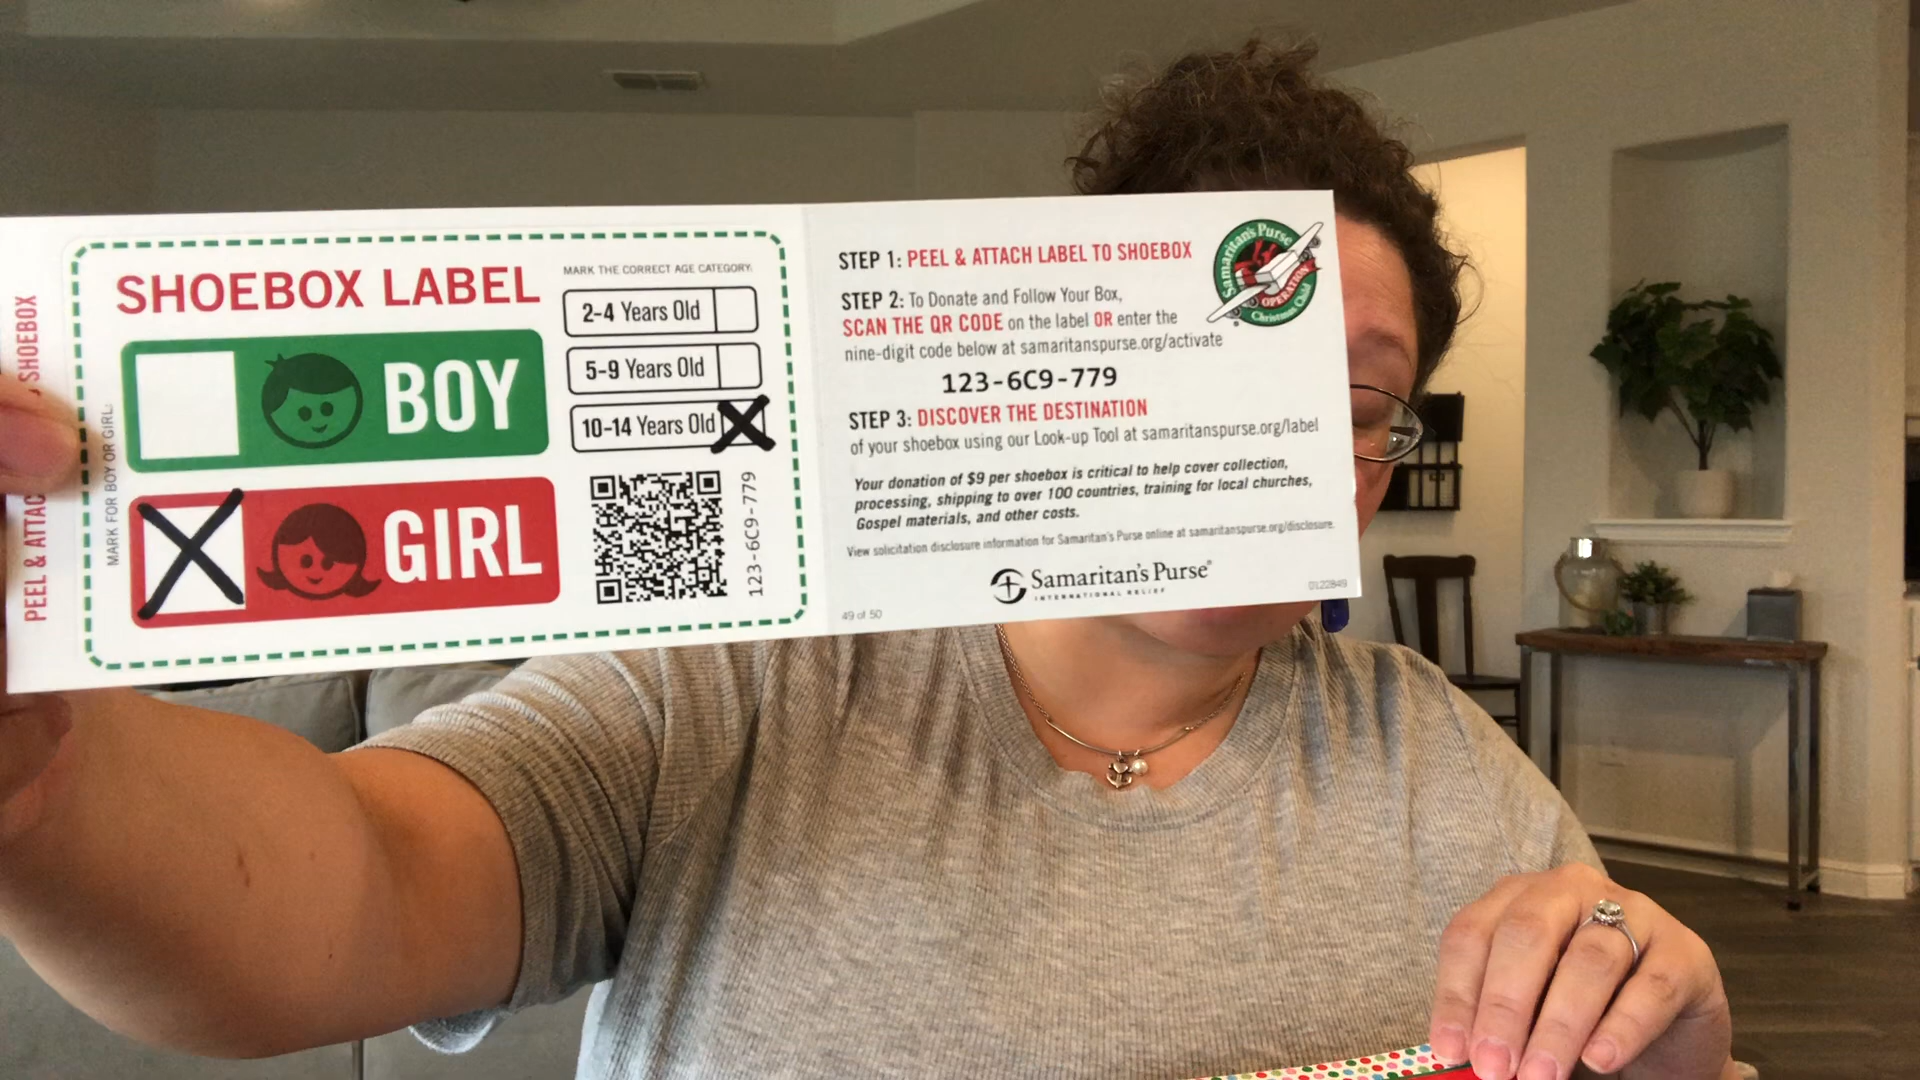 PEEL & ATTAC
SHOEBOX
MARK FOR BOY OR GIRL:
SHOEBOX LABEL
BOY
GIRL
MARK THE CORRECT AGE CATEGORY:
2-4 Years Old
5-9 Years Old
10-14 Years Old
123-6C9-779
STEP 1: PEEL & ATTACH LABEL TO SHOEBOX
STEP 2: To Donate and Follow Your Box,
SCAN THE QR CODE on the label OR enter the
nine-digit code below at samaritanspurse.org/activate
123-6C9-779
STEP 3: DISCOVER THE DESTINATION
of your shoebox using our Look-up Tool at samaritanspurse.org/label
Your donation of $9 per shoebox is critical to help cover collection,
processing, shipping to over 100 countries, training for local churches,
Gospel materials, and other costs.
View solicitation disclosure information for Samaritan's Purse online at samaritanspurse.org/disclosure.
Samaritan's Purse®
INTERNATIONAL RELIEF
49 of 50
0122849
Samaritan's Purse
OPERATION
Christmas Child